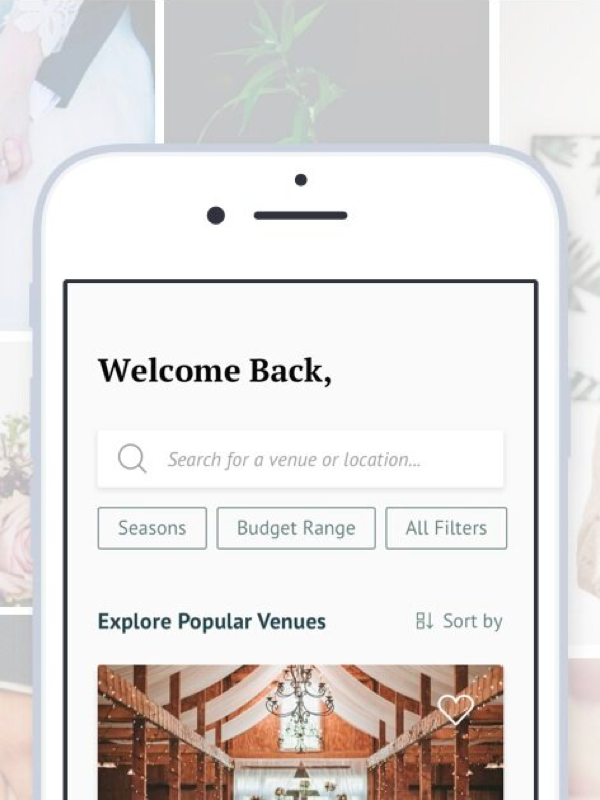 Welcome Back,
Search for a venue or location...
Seasons Budget Range All Filters
Explore Popular Venues Sort by